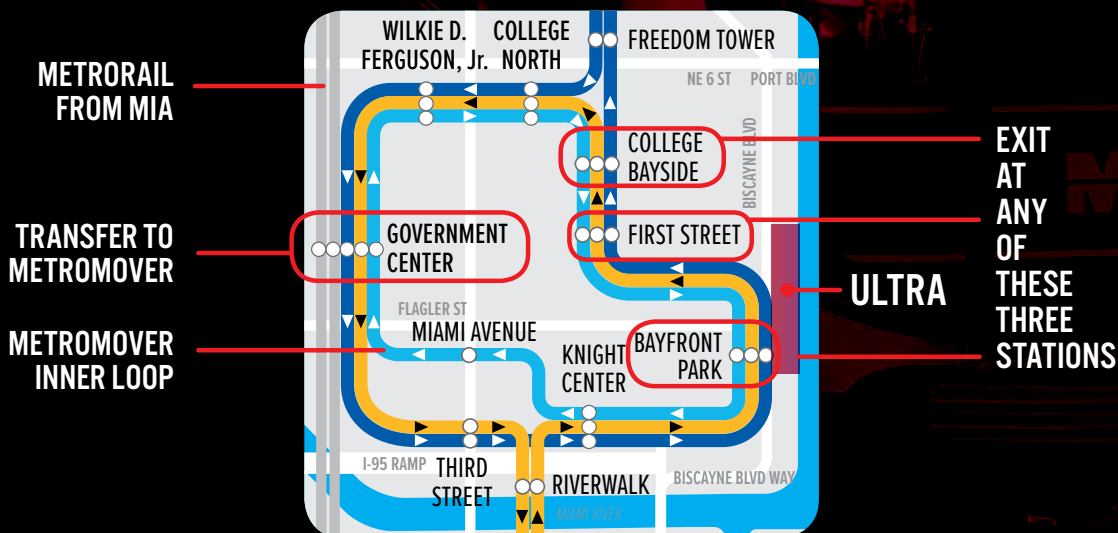 WILKIE D.
FERGUSON, Jr.
COLLEGE
NORTH
FREEDOM TOWER
NE 6 ST
PORT BLVD
METRORAIL
FROM MIA
COLLEGE
BAYSIDE
BISCAYNE BLVD
EXIT
AT
ANY
OF
THESE
THREE
STATIONS
TRANSFER TO
METROMOVER
GOVERNMENT
CENTER
FIRST STREET
ULTRA
FLAGLER ST
MIAMI AVENUE
METROMOVER
INNER LOOP
KNIGHT
CENTER
BAYFRONT
PARK
I-95 RAMP
THIRD
STREET
RIVERWALK
BISCAYNE BLVD WAY
MIAMI RIVER